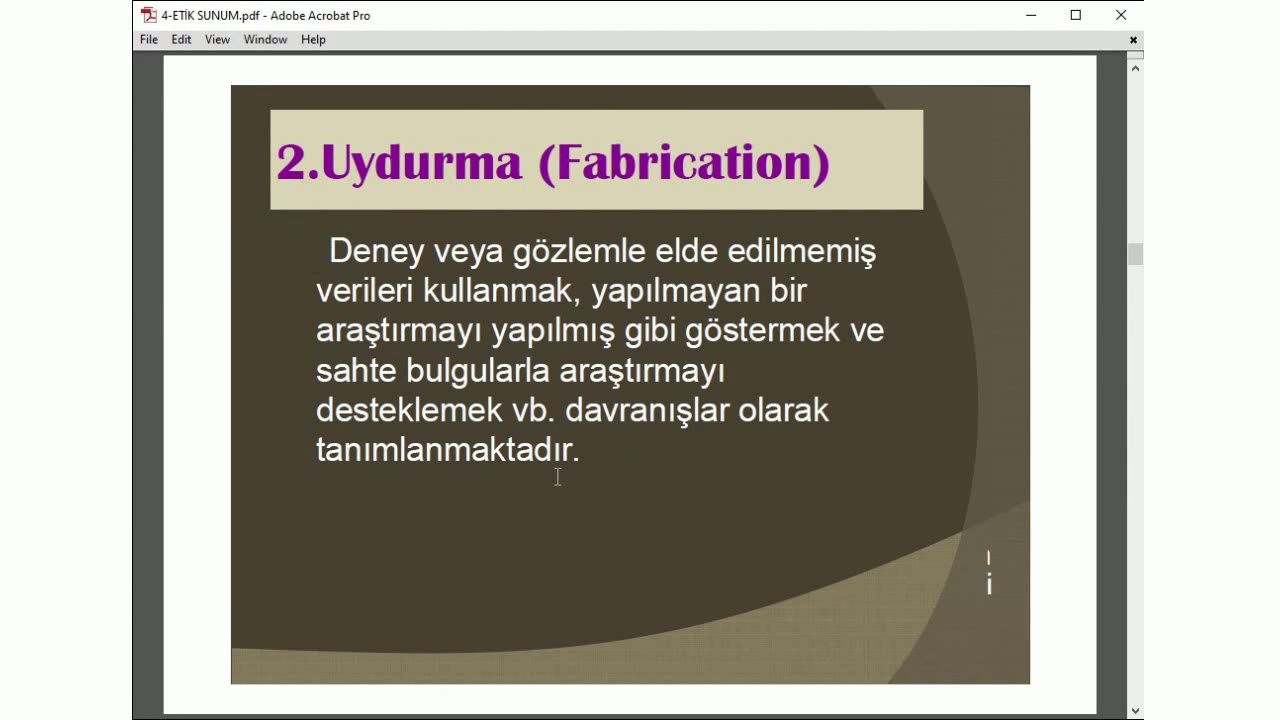 4-ETİK SUNUM.pdf - Adobe Acrobat Pro
File Edit View Window Help
2.Uydurma (Fabrication)
Deney veya gözlemle elde edilmemiş
verileri kullanmak, yapılmayan bir
araştırmayı yapılmış gibi göstermek ve
sahte bulgularla araştırmayı
desteklemek vb. davranışlar olarak
tanımlanmaktadır.
ı
i